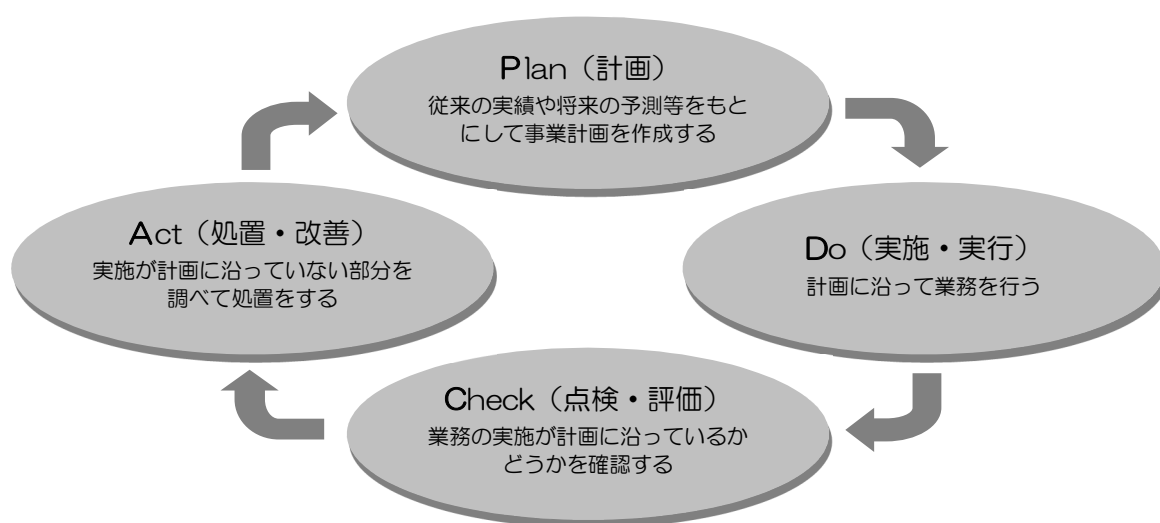 Plan（計画）
従来の実績や将来の予測等をもと
にして事業計画を作成する
Do（実施・実行）
計画に沿って業務を行う
Check（点検・評価）
業務の実施が計画に沿っているか
どうかを確認する
Act（処置・改善）
実施が計画に沿っていない部分を
調べて処置をする